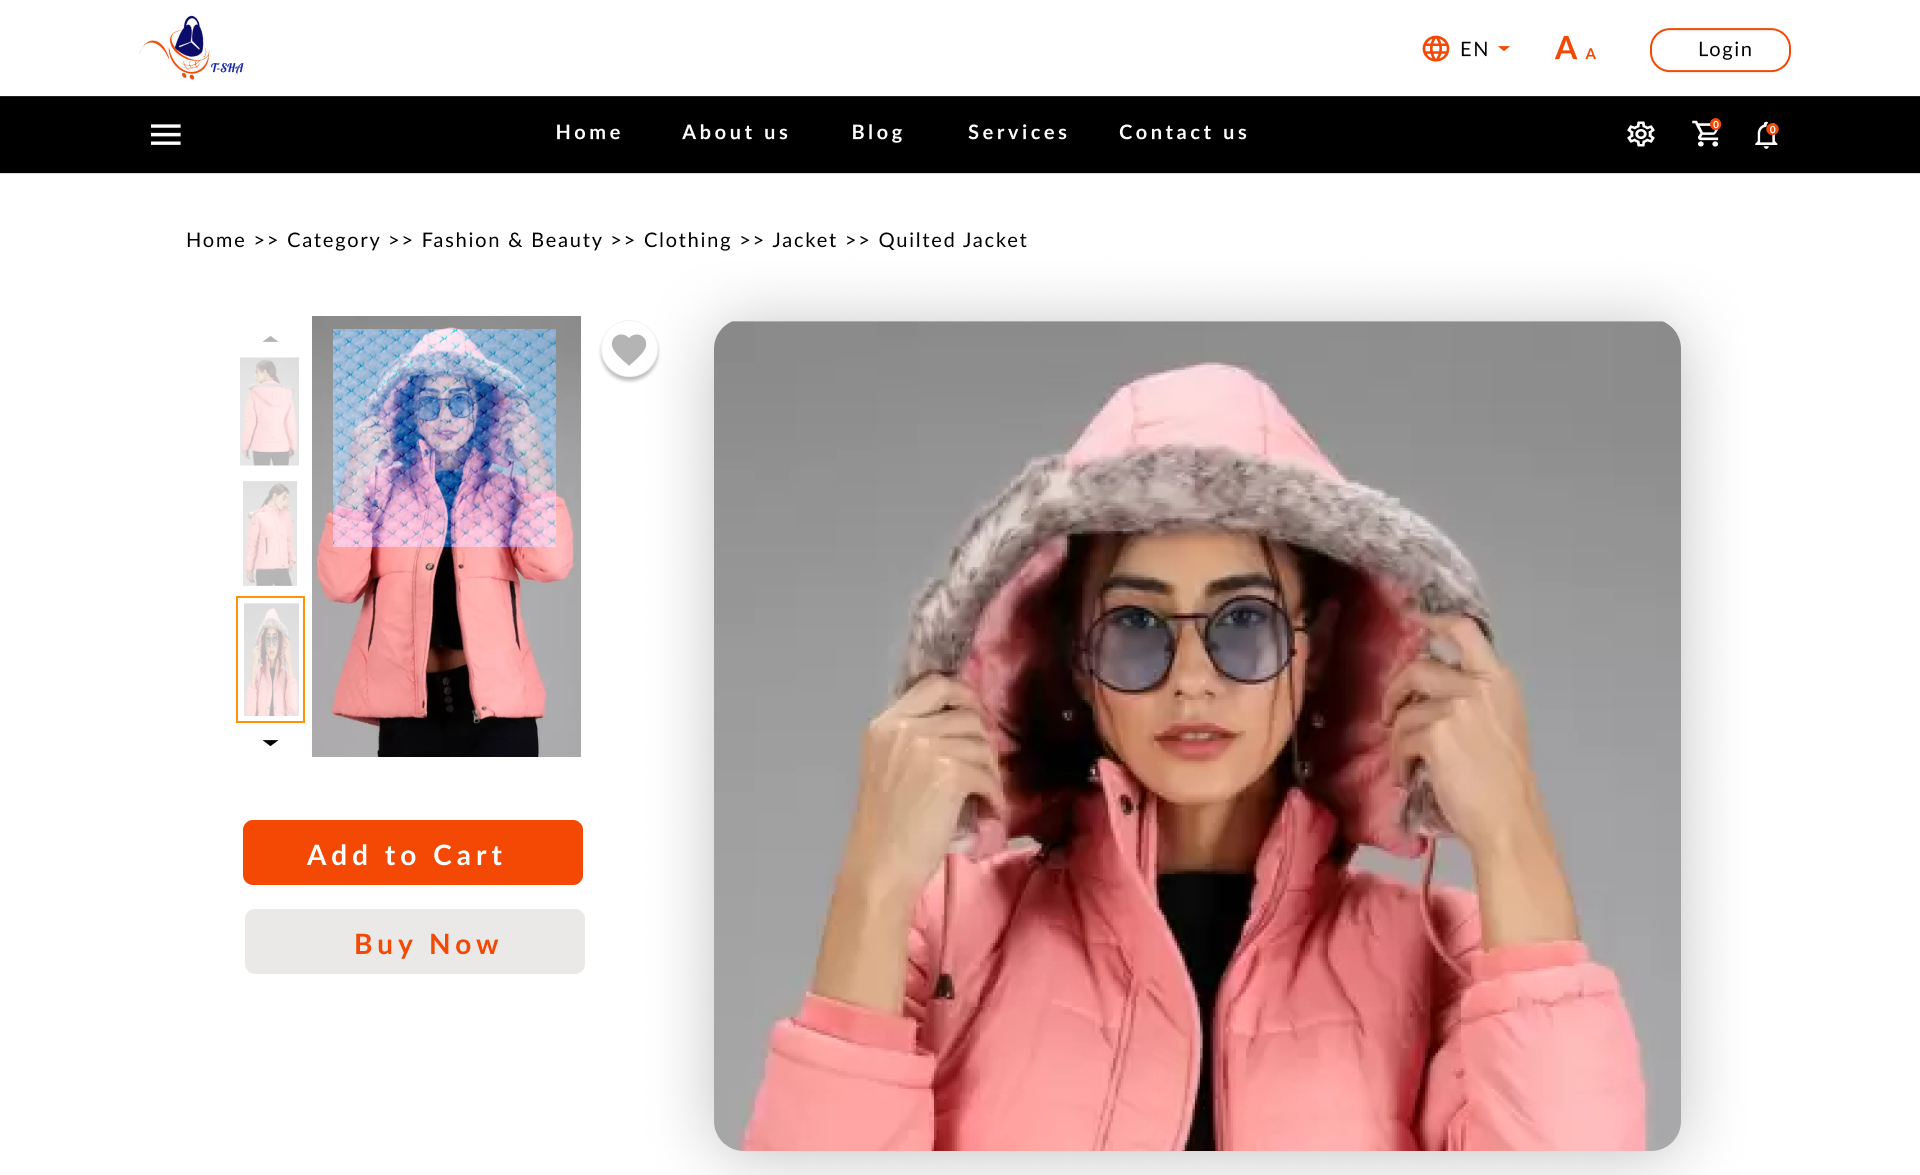 T-SHA
EN
A A
Login
Home About us Blog Services Contact us
0
0
Home >> Category >> Fashion & Beauty >> Clothing >> Jacket >> Quilted Jacket
Add to Cart
Buy Now